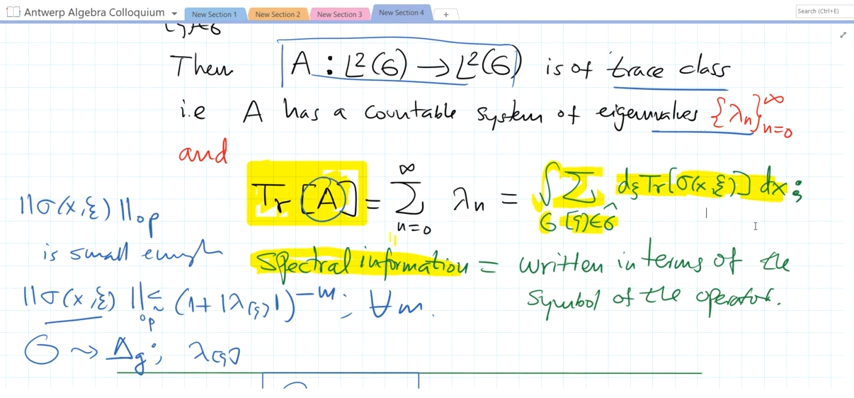 Antwerp Algebra Colloquium
New Section 1
New Section 2
New Section 3
New Section 4
+
Search (Ctrl+E)
Then A : L²(G) → L²(G) is of trace class
i.e A has a countable system of eigenvalues {λn}∞n=0
and
Tr[A] = ∞∑n=0 λn = ∫G ∑[ξ]∈Ĝ dξTr[σ(x,ξ)] dx;
||σ(x,ξ)||op
is small enough
spectral information = written in terms of the
symbol of the operator.
||σ(x,ξ)||op ≲ (1+|λ[ξ]|)^-m; ∀m.
G ⇝ Δg; λ[ξ]